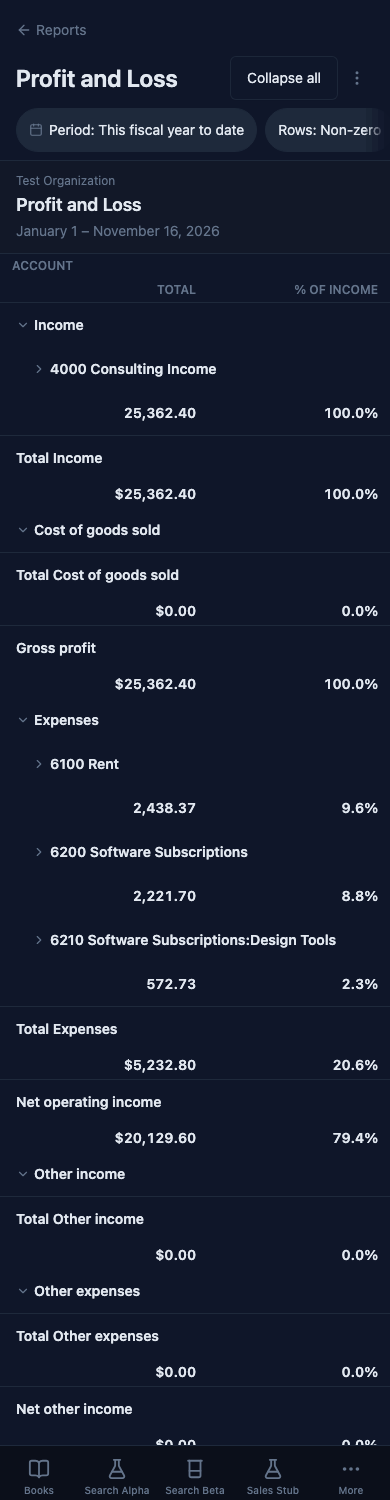 Reports
Profit and Loss
Collapse all
Period: This fiscal year to date
Rows: Non-zero
Test Organization
Profit and Loss
January 1 – November 16, 2026
ACCOUNT
TOTAL % OF INCOME
Income
4000 Consulting Income
25,362.40 100.0%
Total Income
$25,362.40 100.0%
Cost of goods sold
Total Cost of goods sold
$0.00 0.0%
Gross profit
$25,362.40 100.0%
Expenses
6100 Rent
2,438.37 9.6%
6200 Software Subscriptions
2,221.70 8.8%
6210 Software Subscriptions:Design Tools
572.73 2.3%
Total Expenses
$5,232.80 20.6%
Net operating income
$20,129.60 79.4%
Other income
Total Other income
$0.00 0.0%
Other expenses
Total Other expenses
$0.00 0.0%
Net other income
Books Search Alpha Search Beta Sales Stub More